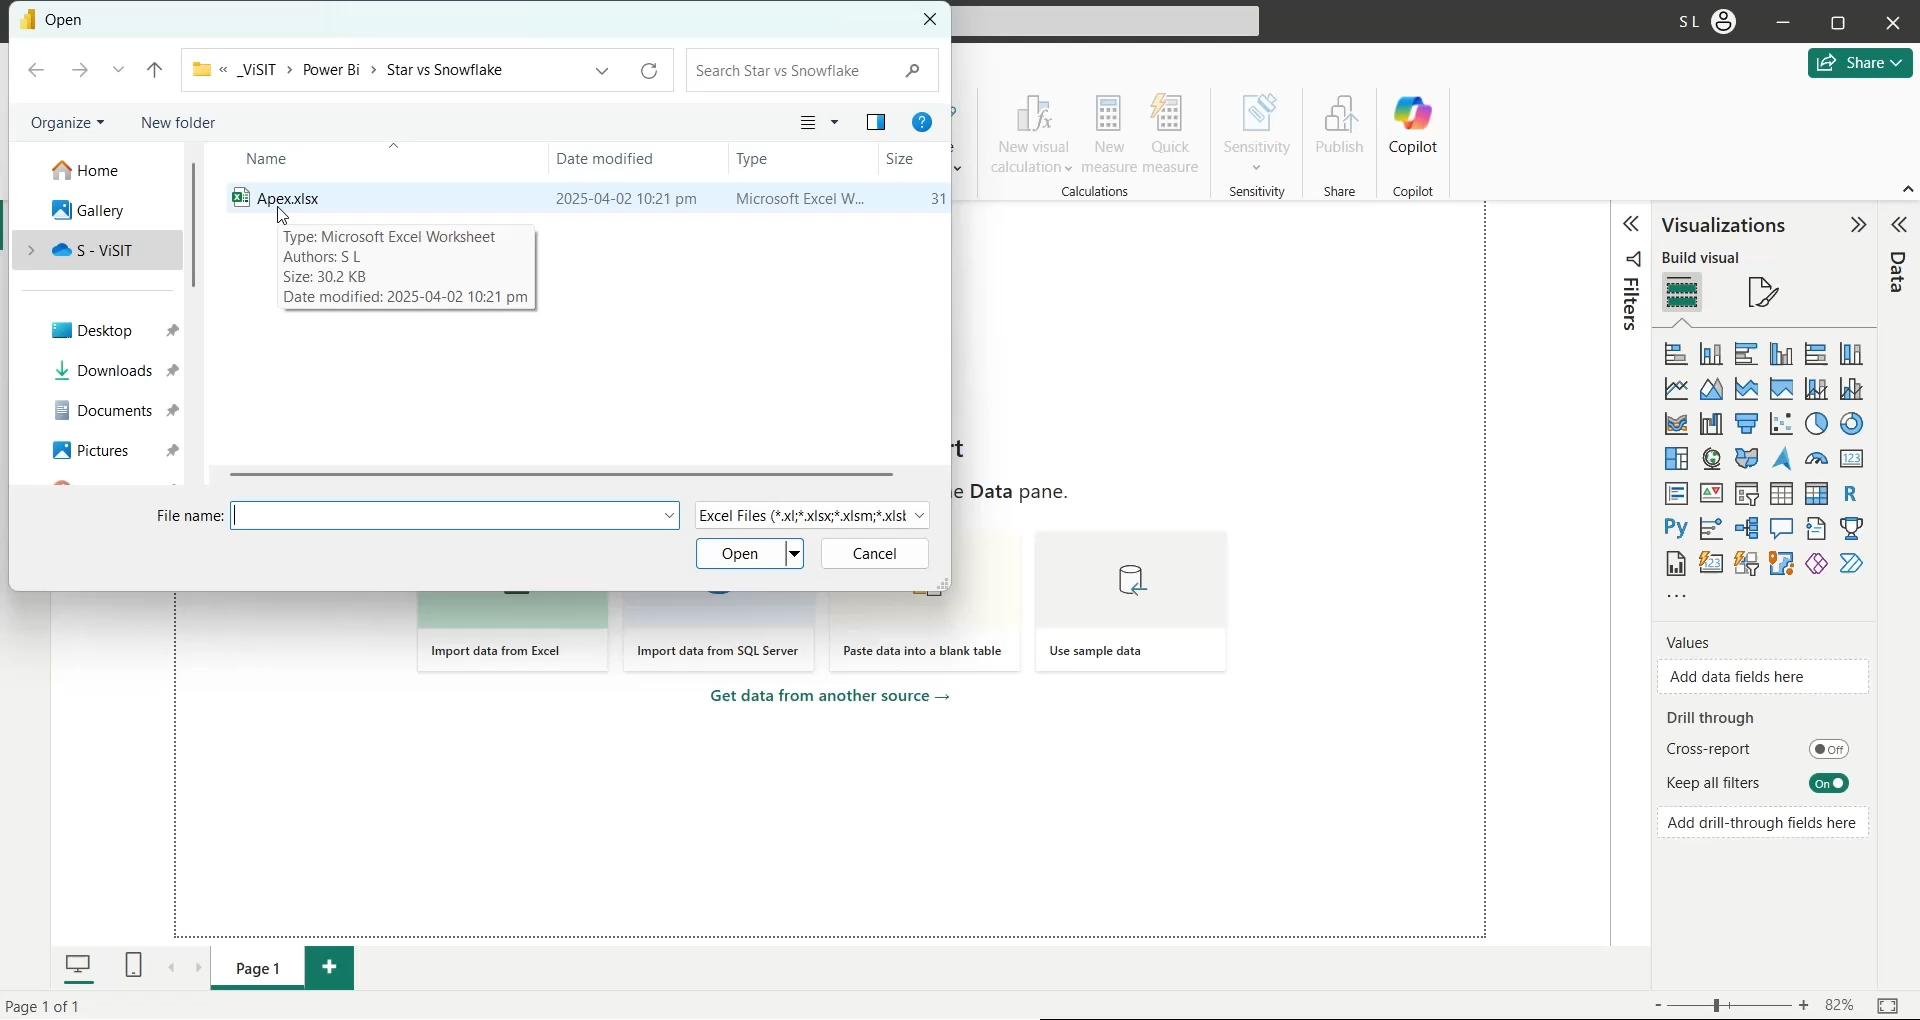 Open
S L
Share
« _ViSIT > Power Bi > Star vs Snowflake
Search Star vs Snowflake
Organize
New folder
Home
Gallery
S - ViSIT
Desktop
Downloads
Documents
Pictures
Name
Date modified
Type
Size
Apex.xlsx
2025-04-02 10:21 pm
Microsoft Excel W...
31
Type: Microsoft Excel Worksheet
Authors: S L
Size: 30.2 KB
Date modified: 2025-04-02 10:21 pm
File name:
Excel Files (*.xl;*.xlsx;*.xlsm;*.xlsb
Open
Cancel
New visual
calculation
New
measure
Quick
measure
Calculations
Sensitivity
Sensitivity
Publish
Share
Copilot
Copilot
Data pane.
Import data from Excel
Import data from SQL Server
Paste data into a blank table
Use sample data
Get data from another source →
Filters
Visualizations
Build visual
123
R
Py
123
...
Values
Add data fields here
Drill through
Cross-report
Off
Keep all filters
On
Add drill-through fields here
Data
Page 1
+
Page 1 of 1
-
+
82%